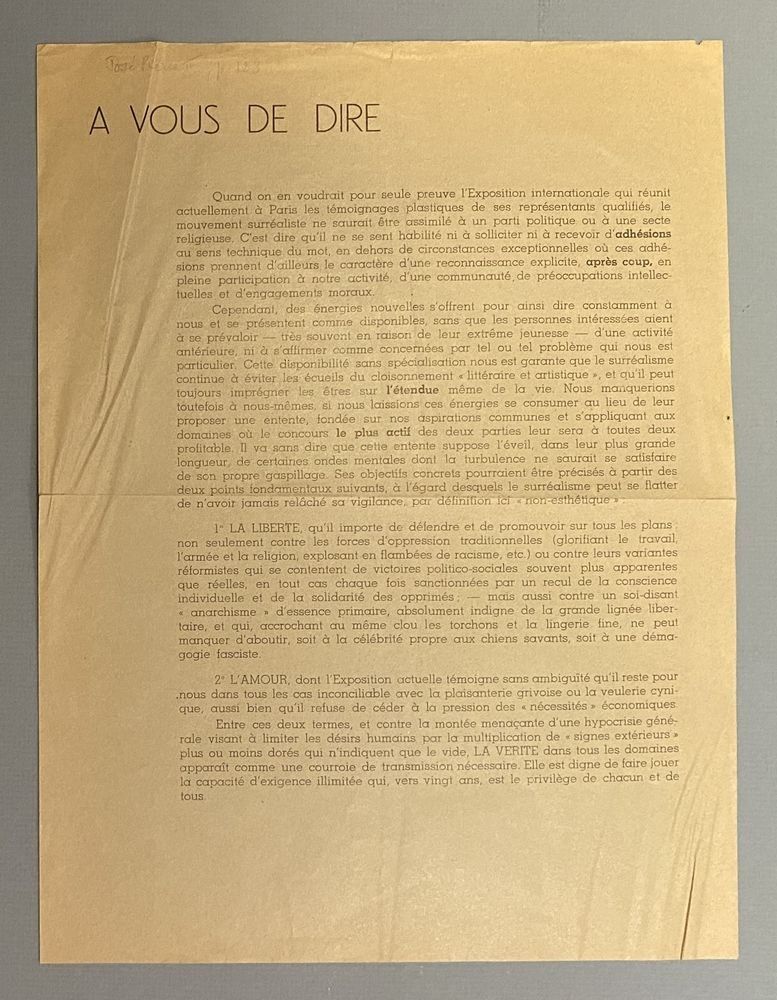 José Pierre
A VOUS DE DIRE
Quand on en voudrait pour seule preuve l'Exposition internationale qui réunit
actuellement à Paris les témoignages plastiques de ses représentants qualifiés, le
mouvement surréaliste ne saurait être assimilé à un parti politique ou à une secte
religieuse. C'est dire qu'il ne se sent habilité ni à solliciter ni à recevoir d'adhésions
au sens technique du mot, en dehors de circonstances exceptionnelles où ces adhé-
sions prennent d'ailleurs le caractère d'une reconnaissance explicite, après coup, en
pleine participation à notre activité, d'une communauté de préoccupations intellec-
tuelles et d'engagements moraux.
Cependant, des énergies nouvelles s'offrent pour ainsi dire constamment à
nous et se présentent comme disponibles, sans que les personnes intéressées aient
à se prévaloir — très souvent en raison de leur extrême jeunesse — d'une activité
antérieure, ni à s'affirmer comme concernées par tel ou tel problème qui nous est
particulier. Cette disponibilité sans spécialisation nous est garante que le surréalisme
continue à éviter les écueils du cloisonnement « littéraire et artistique », et qu'il peut
toujours imprégner les êtres sur l'étendue même de la vie. Nous manquerions
toutefois à nous-mêmes, si nous laissions ces énergies se consumer au lieu de leur
proposer une entente, fondée sur nos aspirations communes et s'appliquant aux
domaines où le concours le plus actif des deux parties leur sera à toutes deux
profitable. Il va sans dire que cette entente suppose l'éveil, dans leur plus grande
longueur, de certaines ondes mentales dont la turbulence ne saurait se satisfaire
de son propre gaspillage. Ses objectifs concrets pourraient être précisés à partir des
deux points fondamentaux suivants, à l'égard desquels le surréalisme peut se flatter
de n'avoir jamais relâché sa vigilance, par définition ici « non-esthétique » :
1° LA LIBERTE, qu'il importe de défendre et de promouvoir sur tous les plans :
non seulement contre les forces d'oppression traditionnelles (glorifiant le travail,
l'armée et la religion, explosant en flambées de racisme, etc.) ou contre leurs variantes
réformistes qui se contentent de victoires politico-sociales souvent plus apparentes
que réelles, en tout cas chaque fois sanctionnées par un recul de la conscience
individuelle et de la solidarité des opprimés ; — mais aussi contre un soi-disant
« anarchisme » d'essence primaire, absolument indigne de la grande lignée liber-
taire, et qui, accrochant au même clou les torchons et la lingerie fine, ne peut
manquer d'aboutir, soit à la célébrité propre aux chiens savants, soit à une déma-
gogie fasciste.
2° L'AMOUR, dont l'Exposition actuelle témoigne sans ambiguïté qu'il reste pour
nous dans tous les cas inconciliable avec la plaisanterie grivoise ou la veulerie cyni-
que, aussi bien qu'il refuse de céder à la pression des « nécessités » économiques.
Entre ces deux termes, et contre la montée menaçante d'une hypocrisie géné-
rale visant à limiter les désirs humains par la multiplication de « signes extérieurs »
plus ou moins dorés qui n'indiquent que le vide, LA VERITE dans tous les domaines
apparaît comme une courroie de transmission nécessaire. Elle est digne de faire jouer
la capacité d'exigence illimitée qui, vers vingt ans, est le privilège de chacun et de
tous.